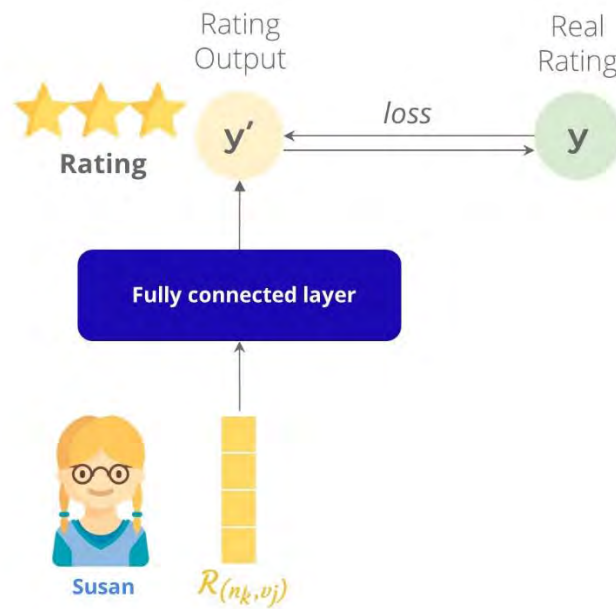 Rating
Output
Real
Rating
Rating
y'
loss
y
Fully connected layer
Susan
R(nk,vj)